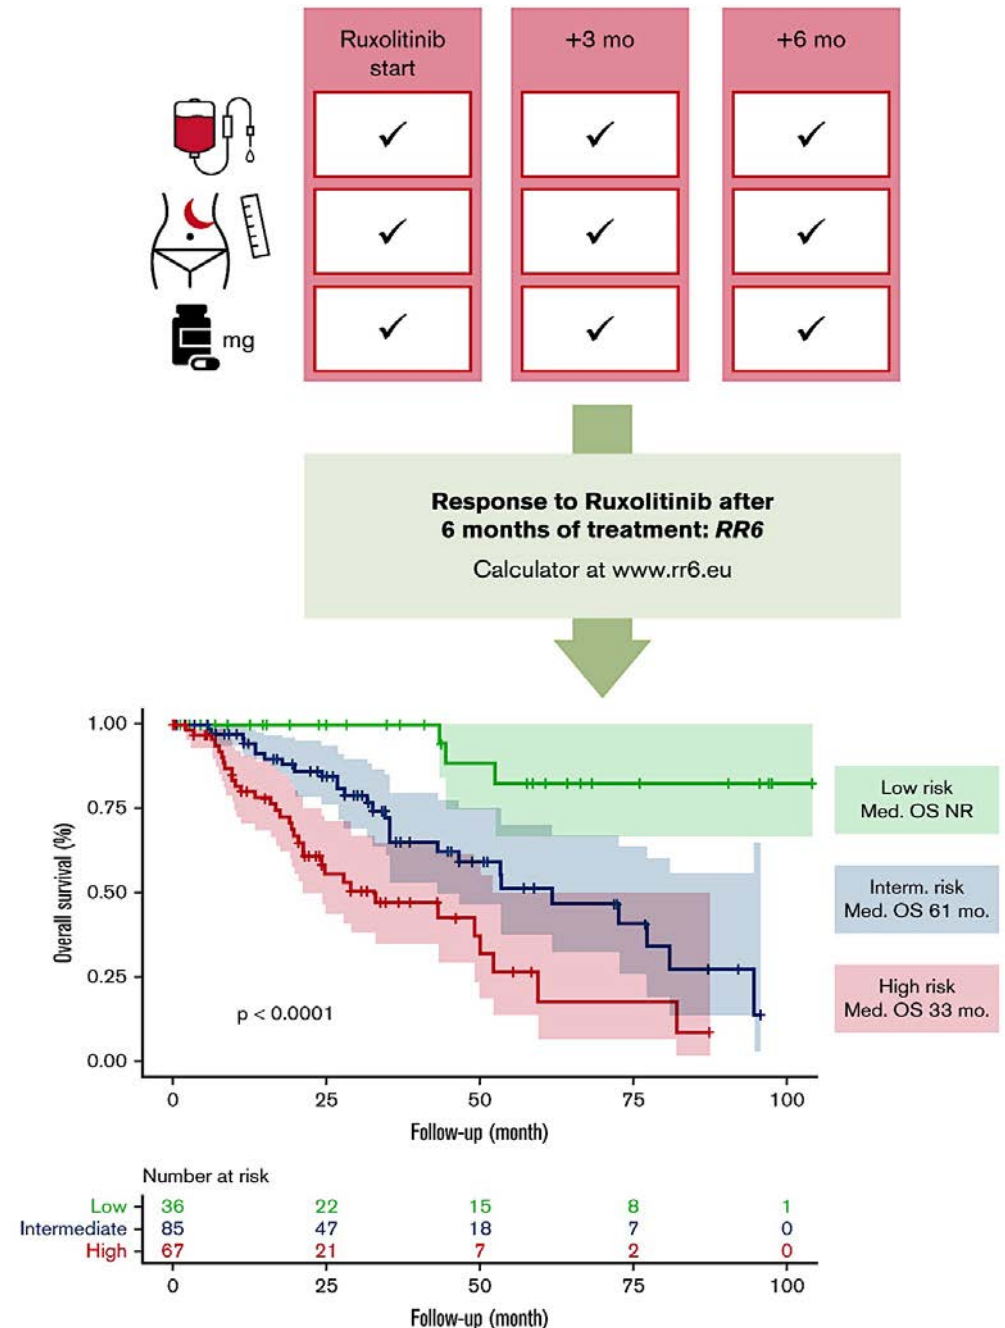 Ruxolitinib
start
+3 mo
+6 mo
mg
Response to Ruxolitinib after
6 months of treatment: RR6
Calculator at www.rr6.eu
Overall survival (%)
1.00
0.75
0.50
0.25
0.00
p < 0.0001
0 25 50 75 100
Follow-up (month)
Low risk
Med. OS NR
Interm. risk
Med. OS 61 mo.
High risk
Med. OS 33 mo.
Number at risk
Low 36 22 15 8 1
Intermediate 85 47 18 7 0
High 67 21 7 2 0
0 25 50 75 100
Follow-up (month)